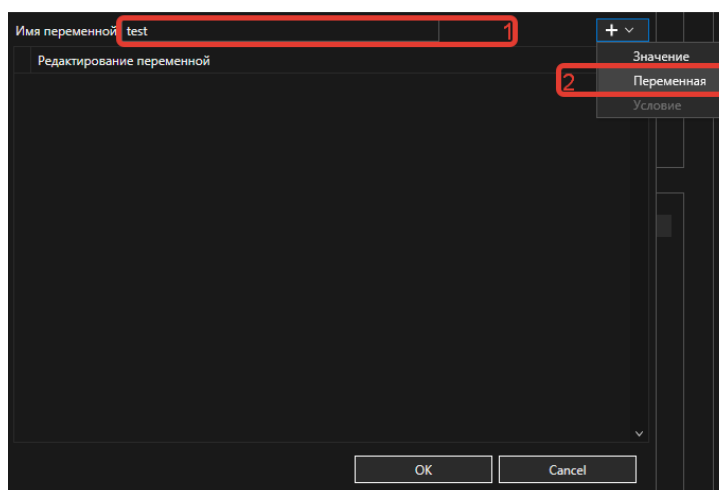 Имя переменной test 1 + 
Значение
Редактирование переменной
2 Переменная
Условие
OK Cancel